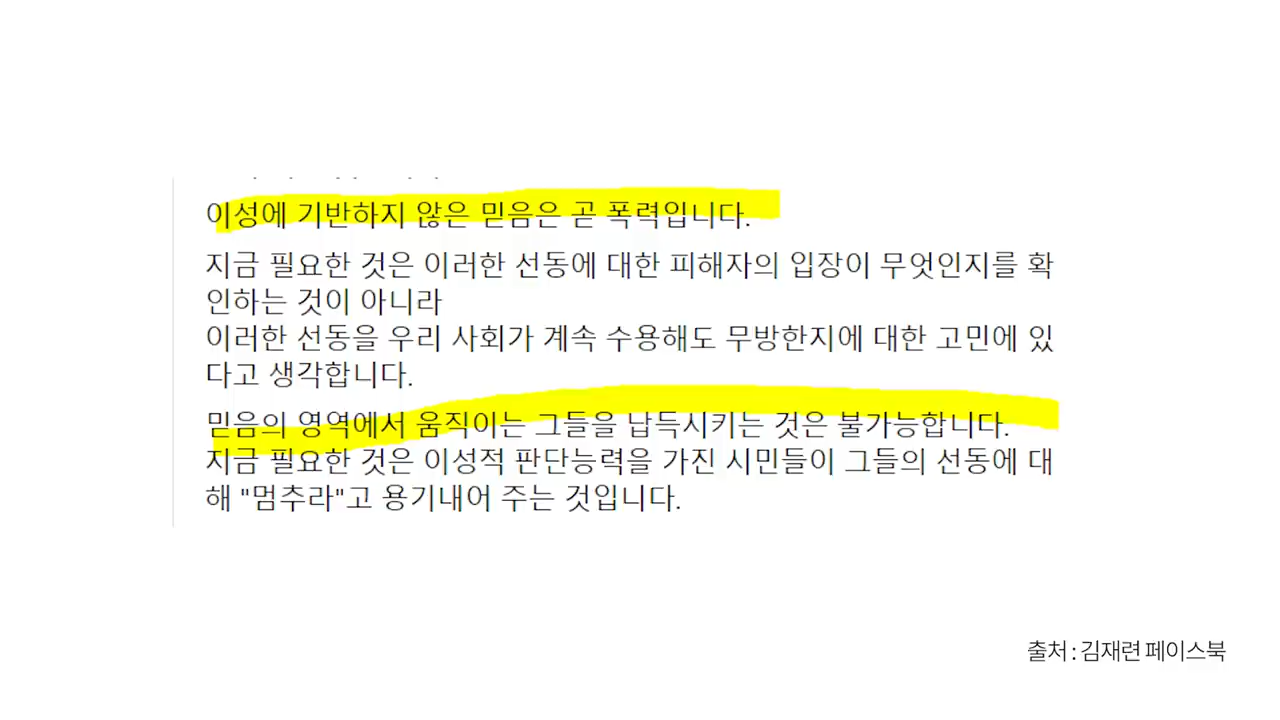 이성에 기반하지 않은 믿음은 곧 폭력입니다.
지금 필요한 것은 이러한 선동에 대한 피해자의 입장이 무엇인지를 확
인하는 것이 아니라
이러한 선동을 우리 사회가 계속 수용해도 무방한지에 대한 고민에 있
다고 생각합니다.
믿음의 영역에서 움직이는 그들을 납득시키는 것은 불가능합니다.
지금 필요한 것은 이성적 판단능력을 가진 시민들이 그들의 선동에 대
해 "멈추라"고 용기내어 주는 것입니다.
출처 : 김재련 페이스북